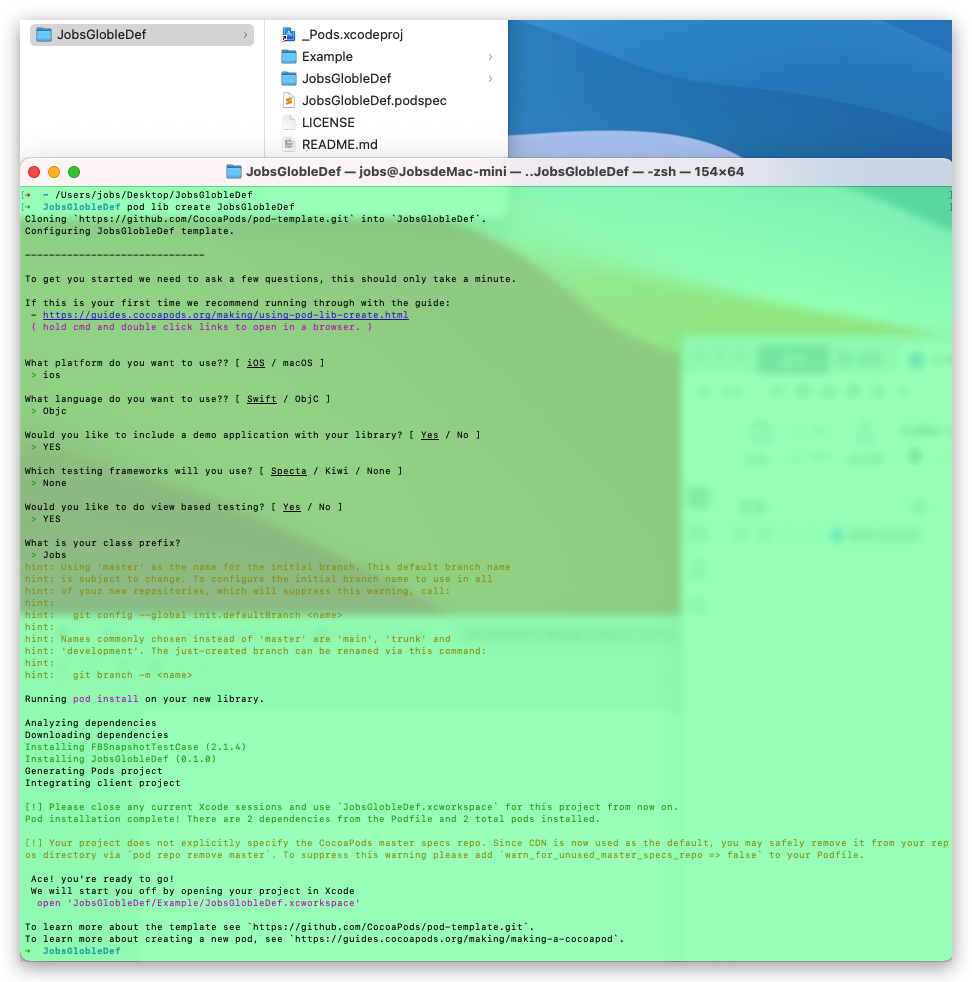 JobsGlobleDef
_Pods.xcodeproj
Example
JobsGlobleDef
JobsGlobleDef.podspec
LICENSE
README.md
JobsGlobleDef — jobs@JobsdeMac-mini — ..JobsGlobleDef — -zsh — 154×64
[➜  ~ /Users/jobs/Desktop/JobsGlobleDef ]
[➜  JobsGlobleDef pod lib create JobsGlobleDef ]
Cloning `https://github.com/CocoaPods/pod-template.git` into `JobsGlobleDef`.
Configuring JobsGlobleDef template.
------------------------------
To get you started we need to ask a few questions, this should only take a minute.
If this is your first time we recommend running through with the guide:
 - https://guides.cocoapods.org/making/using-pod-lib-create.html
 ( hold cmd and double click links to open in a browser. )
What platform do you want to use?? [ iOS / macOS ]
 > ios
What language do you want to use?? [ Swift / ObjC ]
 > Objc
Would you like to include a demo application with your library? [ Yes / No ]
 > YES
Which testing frameworks will you use? [ Specta / Kiwi / None ]
 > None
Would you like to do view based testing? [ Yes / No ]
 > YES
What is your class prefix?
 > Jobs
hint: Using 'master' as the name for the initial branch. This default branch name
hint: is subject to change. To configure the initial branch name to use in all
hint: of your new repositories, which will suppress this warning, call:
hint:
hint:   git config --global init.defaultBranch <name>
hint:
hint: Names commonly chosen instead of 'master' are 'main', 'trunk' and
hint: 'development'. The just-created branch can be renamed via this command:
hint:
hint:   git branch -m <name>
Running pod install on your new library.
Analyzing dependencies
Downloading dependencies
Installing FBSnapshotTestCase (2.1.4)
Installing JobsGlobleDef (0.1.0)
Generating Pods project
Integrating client project
[!] Please close any current Xcode sessions and use `JobsGlobleDef.xcworkspace` for this project from now on.
Pod installation complete! There are 2 dependencies from the Podfile and 2 total pods installed.
[!] Your project does not explicitly specify the CocoaPods master specs repo. Since CDN is now used as the default, you may safely remove it from your rep
os directory via `pod repo remove master`. To suppress this warning please add `warn_for_unused_master_specs_repo => false` to your Podfile.
 Ace! you're ready to go!
 We will start you off by opening your project in Xcode
  open 'JobsGlobleDef/Example/JobsGlobleDef.xcworkspace'
To learn more about the template see `https://github.com/CocoaPods/pod-template.git`.
To learn more about creating a new pod, see `https://guides.cocoapods.org/making/making-a-cocoapod`.
➜  JobsGlobleDef